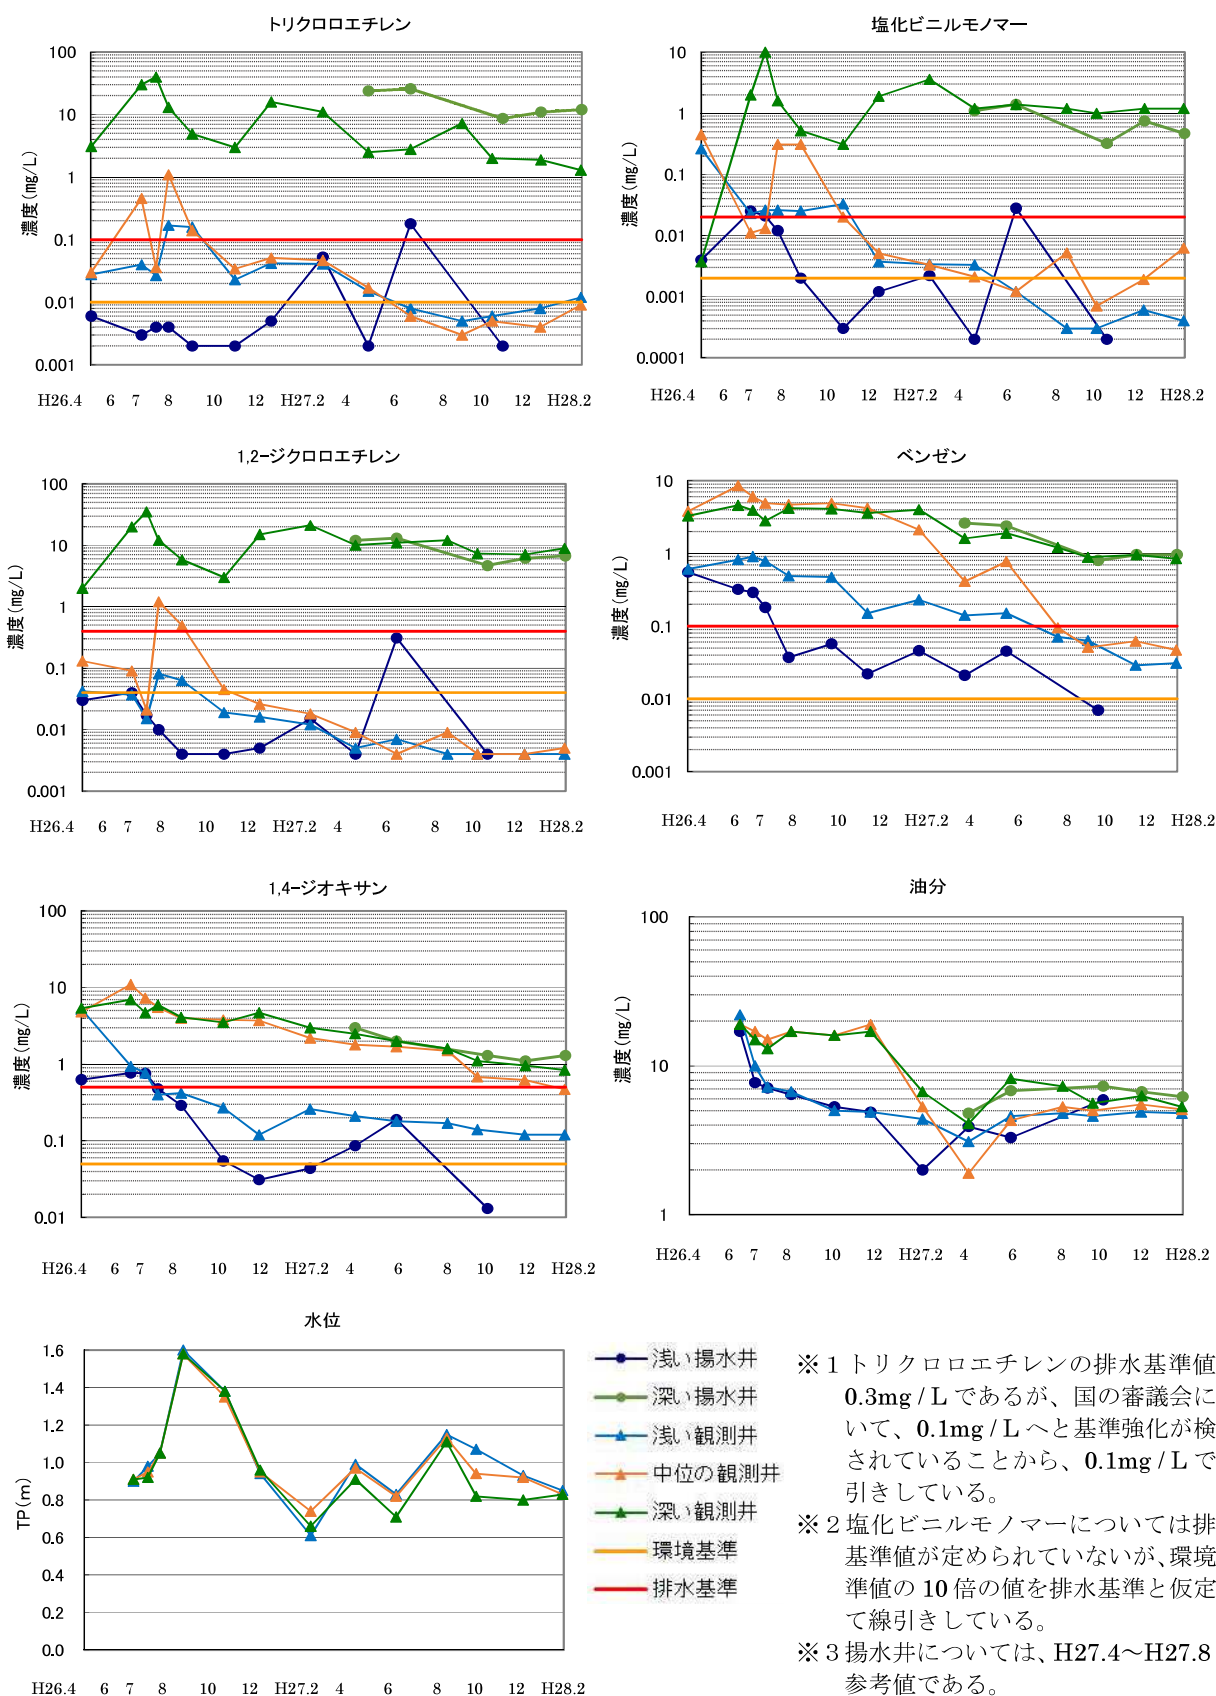 トリクロロエチレン
濃度(mg/L)
100
10
1
0.1
0.01
0.001
H26.4 6 7 8 10 12 H27.2 4 6 8 10 12 H28.2
塩化ビニルモノマー
濃度(mg/L)
10
1
0.1
0.01
0.001
0.0001
H26.4 6 7 8 10 12 H27.2 4 6 8 10 12 H28.2
1,2-ジクロロエチレン
濃度(mg/L)
100
10
1
0.1
0.01
0.001
H26.4 6 7 8 10 12 H27.2 4 6 8 10 12 H28.2
ベンゼン
濃度(mg/L)
10
1
0.1
0.01
0.001
H26.4 6 7 8 10 12 H27.2 4 6 8 10 12 H28.2
1,4-ジオキサン
濃度(mg/L)
100
10
1
0.1
0.01
H26.4 6 7 8 10 12 H27.2 4 6 8 10 12 H28.2
油分
濃度(mg/L)
100
10
1
H26.4 6 7 8 10 12 H27.2 4 6 8 10 12 H28.2
水位
TP(m)
1.6
1.4
1.2
1.0
0.8
0.6
0.4
0.2
0.0
H26.4 6 7 8 10 12 H27.2 4 6 8 10 12 H28.2
浅い揚水井
深い揚水井
浅い観測井
中位の観測井
深い観測井
環境基準
排水基準
※1トリクロロエチレンの排水基準値
0.3mg/Lであるが、国の審議会に
いて、0.1mg/Lへと基準強化が検
されていることから、0.1mg/Lで
引きしている。
※2塩化ビニルモノマーについては排
基準値が定められていないが、環境
準値の10倍の値を排水基準と仮定
て線引きしている。
※3揚水井については、H27.4～H27.8
参考値である。